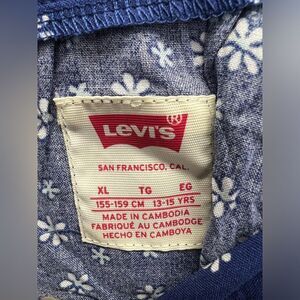 Levi's ®
SAN FRANCISCO, CAL.
XL TG EG
155-159 CM 13-15 YRS
MADE IN CAMBODIA
FABRIQUÉ AU CAMBODGE
HECHO EN CAMBOYA